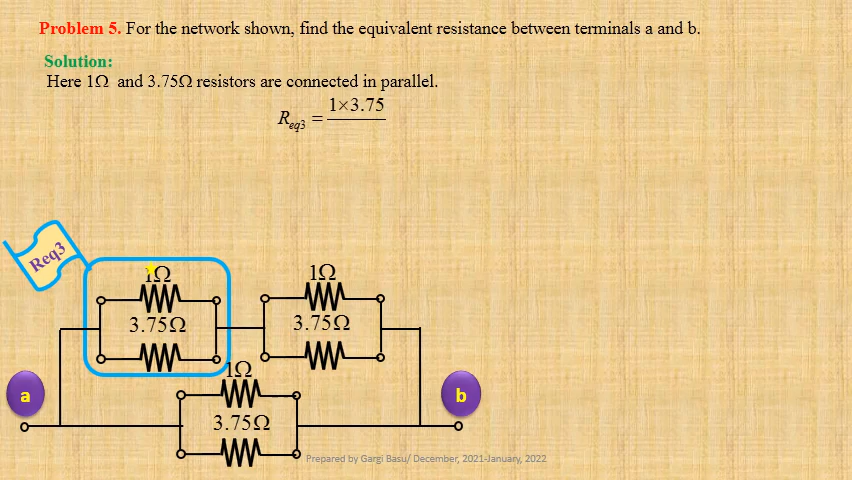 Problem 5. For the network shown, find the equivalent resistance between terminals a and b.
Solution:
Here 1Ω and 3.75Ω resistors are connected in parallel.
R_eq3 = 1×3.75
Req3
1Ω
1Ω
3.75Ω
3.75Ω
1Ω
a
b
3.75Ω
Prepared by Gargi Basu/ December, 2021-January, 2022